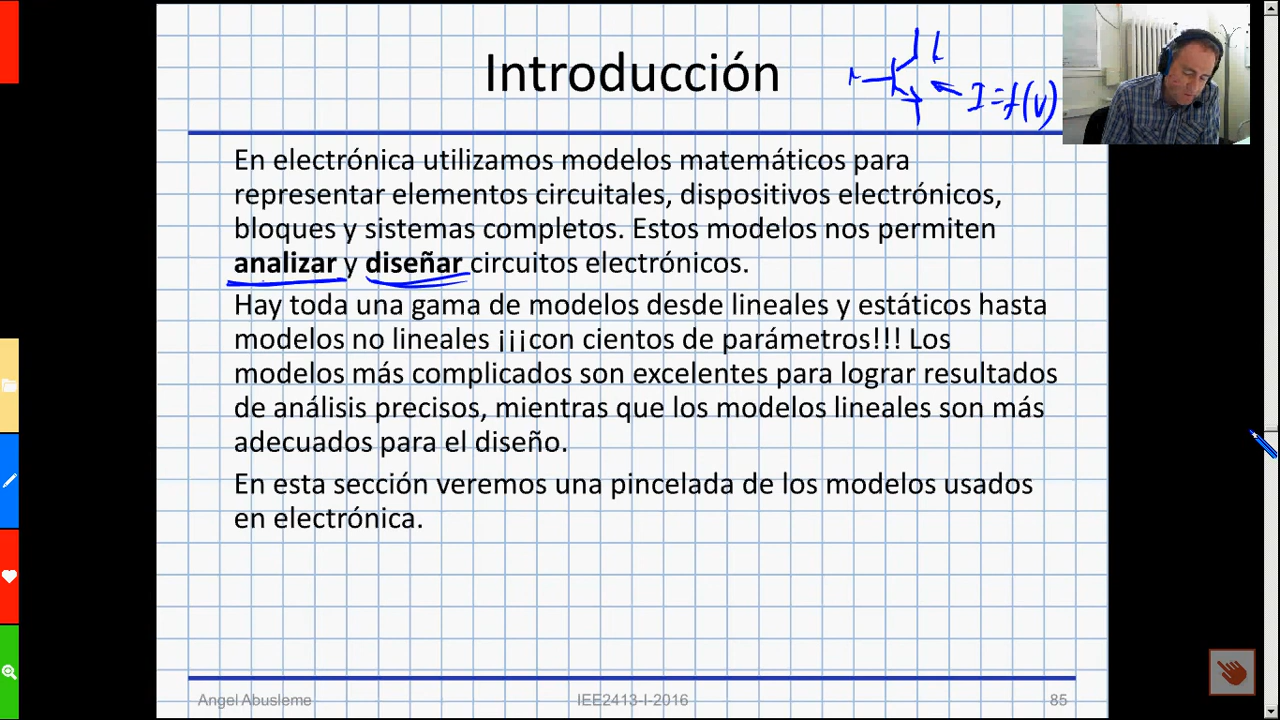 Introducción
I=f(V)
En electrónica utilizamos modelos matemáticos para
representar elementos circuitales, dispositivos electrónicos,
bloques y sistemas completos. Estos modelos nos permiten
analizar y diseñar circuitos electrónicos.
Hay toda una gama de modelos desde lineales y estáticos hasta
modelos no lineales ¡¡¡con cientos de parámetros!!! Los
modelos más complicados son excelentes para lograr resultados
de análisis precisos, mientras que los modelos lineales son más
adecuados para el diseño.
En esta sección veremos una pincelada de los modelos usados
en electrónica.
Angel Abusleme
IEE2413-I-2016
85